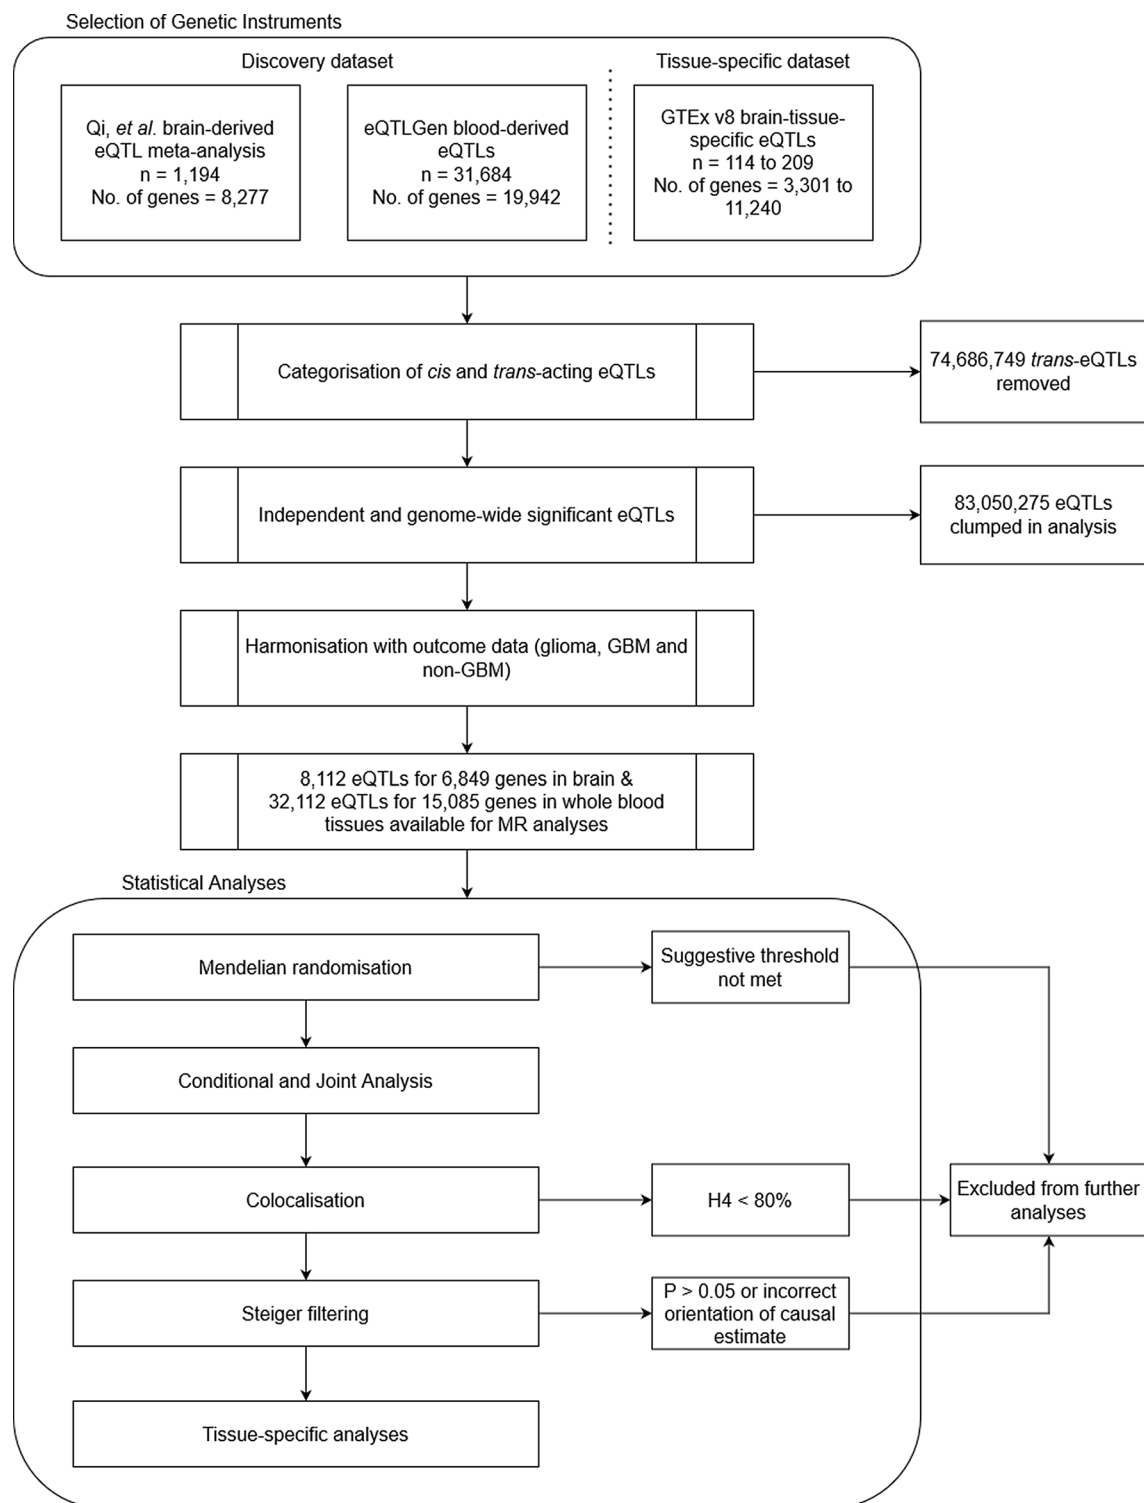 Selection of Genetic Instruments
Discovery dataset
Tissue-specific dataset
Qi, et al. brain-derived
eQTL meta-analysis
n = 1,194
No. of genes = 8,277
eQTLGen blood-derived
eQTLs
n = 31,684
No. of genes = 19,942
GTEx v8 brain-tissue-
specific eQTLs
n = 114 to 209
No. of genes = 3,301 to
11,240
Categorisation of cis and trans-acting eQTLs
74,686,749 trans-eQTLs
removed
Independent and genome-wide significant eQTLs
83,050,275 eQTLs
clumped in analysis
Harmonisation with outcome data (glioma, GBM and
non-GBM)
8,112 eQTLs for 6,849 genes in brain &
32,112 eQTLs for 15,085 genes in whole blood
tissues available for MR analyses
Statistical Analyses
Mendelian randomisation
Suggestive threshold
not met
Conditional and Joint Analysis
Colocalisation
H4 < 80%
Excluded from further
analyses
Steiger filtering
P > 0.05 or incorrect
orientation of causal
estimate
Tissue-specific analyses